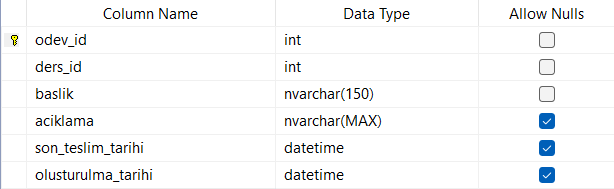 Column Name Data Type Allow Nulls
odev_id int
ders_id int
baslik nvarchar(150)
aciklama nvarchar(MAX)
son_teslim_tarihi datetime
olusturulma_tarihi datetime